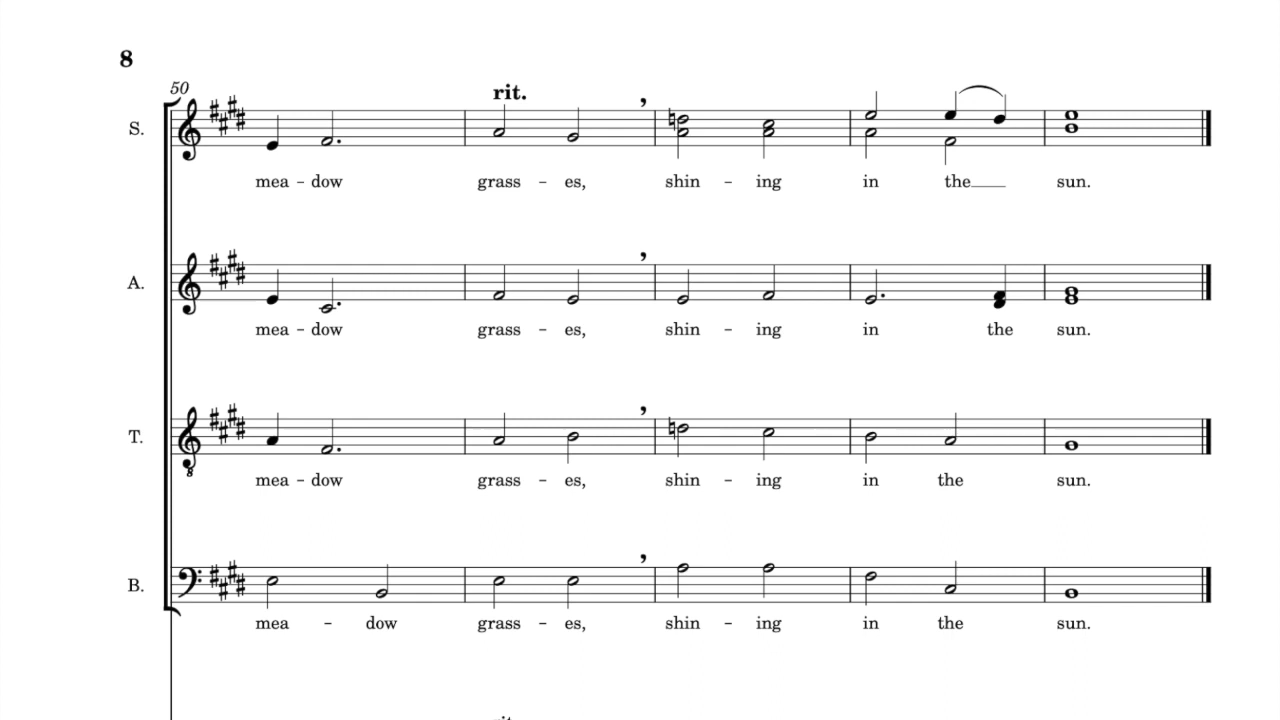 8
50
rit.
S.
mea - dow grass - es, shin - ing in the sun.
A.
mea - dow grass - es, shin - ing in the sun.
T.
8
mea - dow grass - es, shin - ing in the sun.
B.
mea - dow grass - es, shin - ing in the sun.